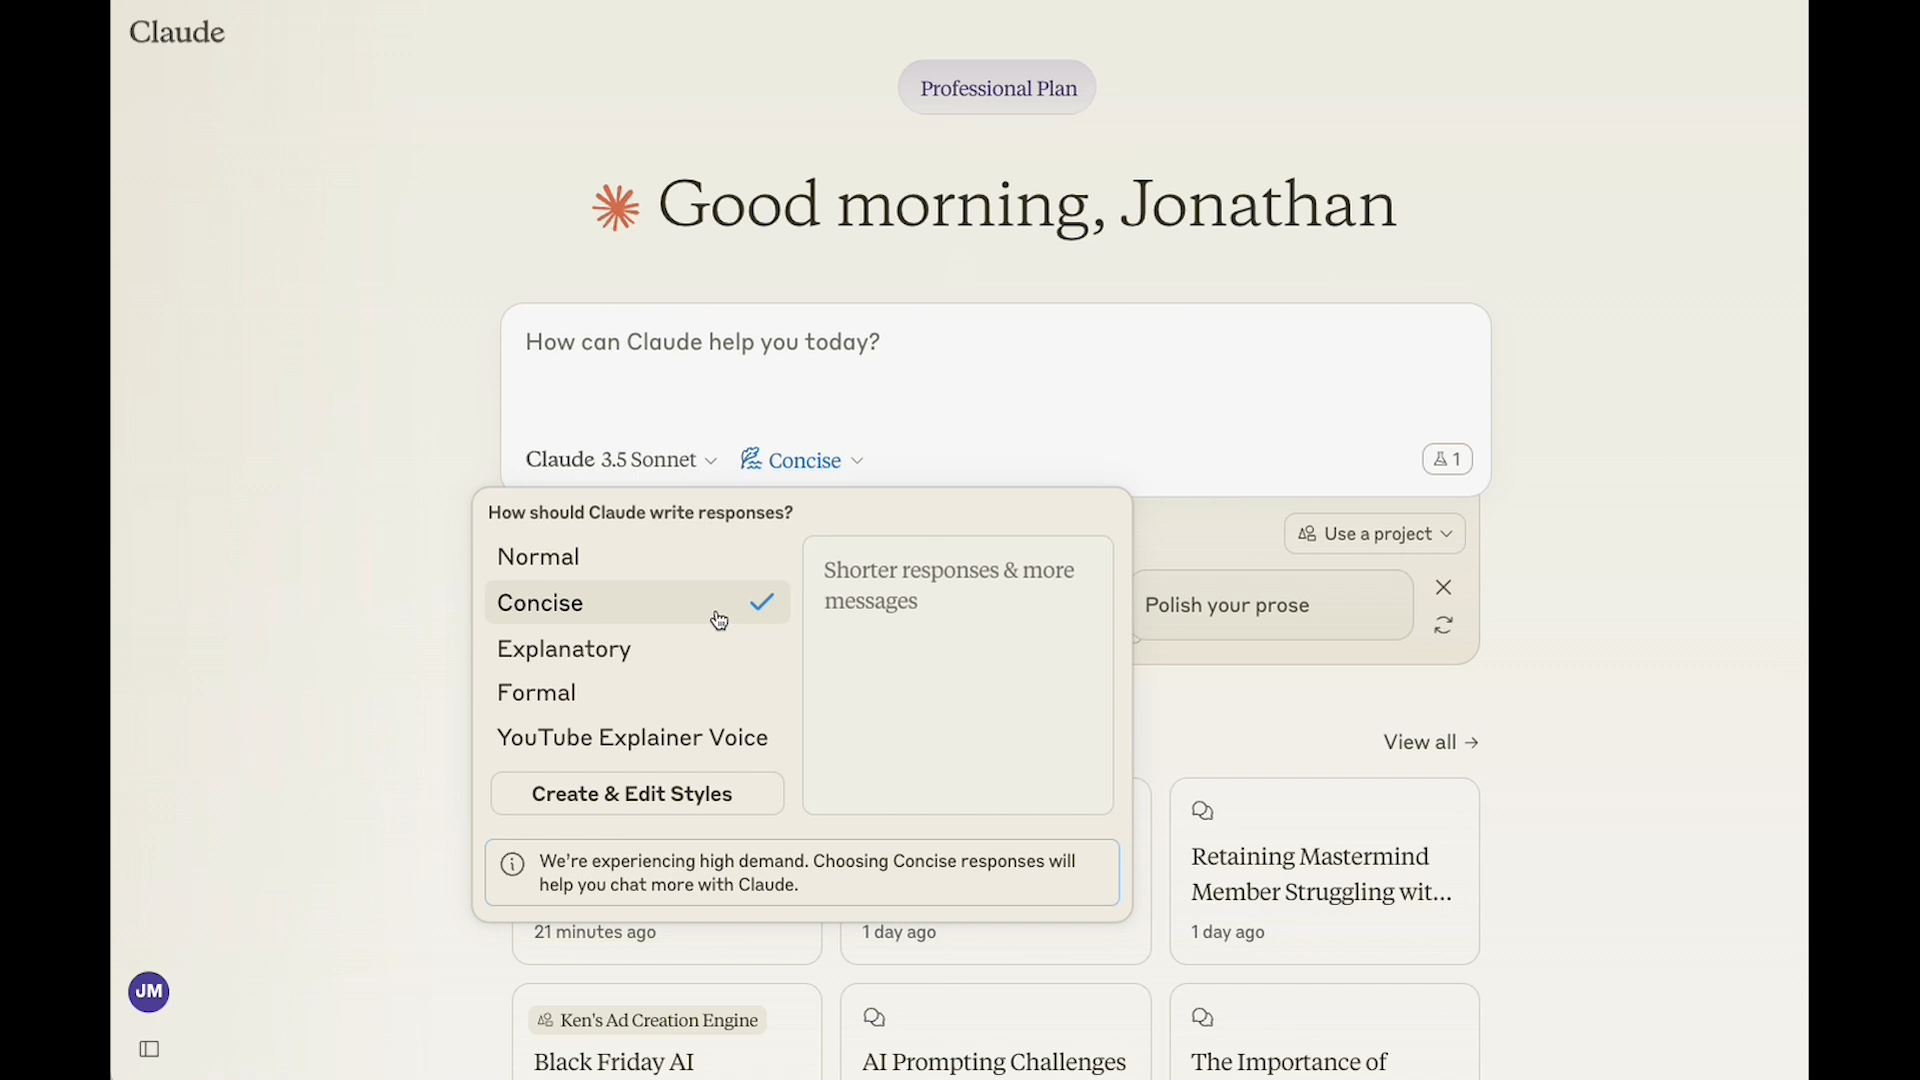 Claude
Professional Plan
Good morning, Jonathan
How can Claude help you today?
Claude 3.5 Sonnet
Concise
1
How should Claude write responses?
Normal
Concise
Explanatory
Formal
YouTube Explainer Voice
Create & Edit Styles
Shorter responses & more
messages
We're experiencing high demand. Choosing Concise responses will
help you chat more with Claude.
Use a project
Polish your prose
View all →
21 minutes ago
1 day ago
Retaining Mastermind
Member Struggling wit...
1 day ago
JM
Ken's Ad Creation Engine
Black Friday AI
AI Prompting Challenges
The Importance of